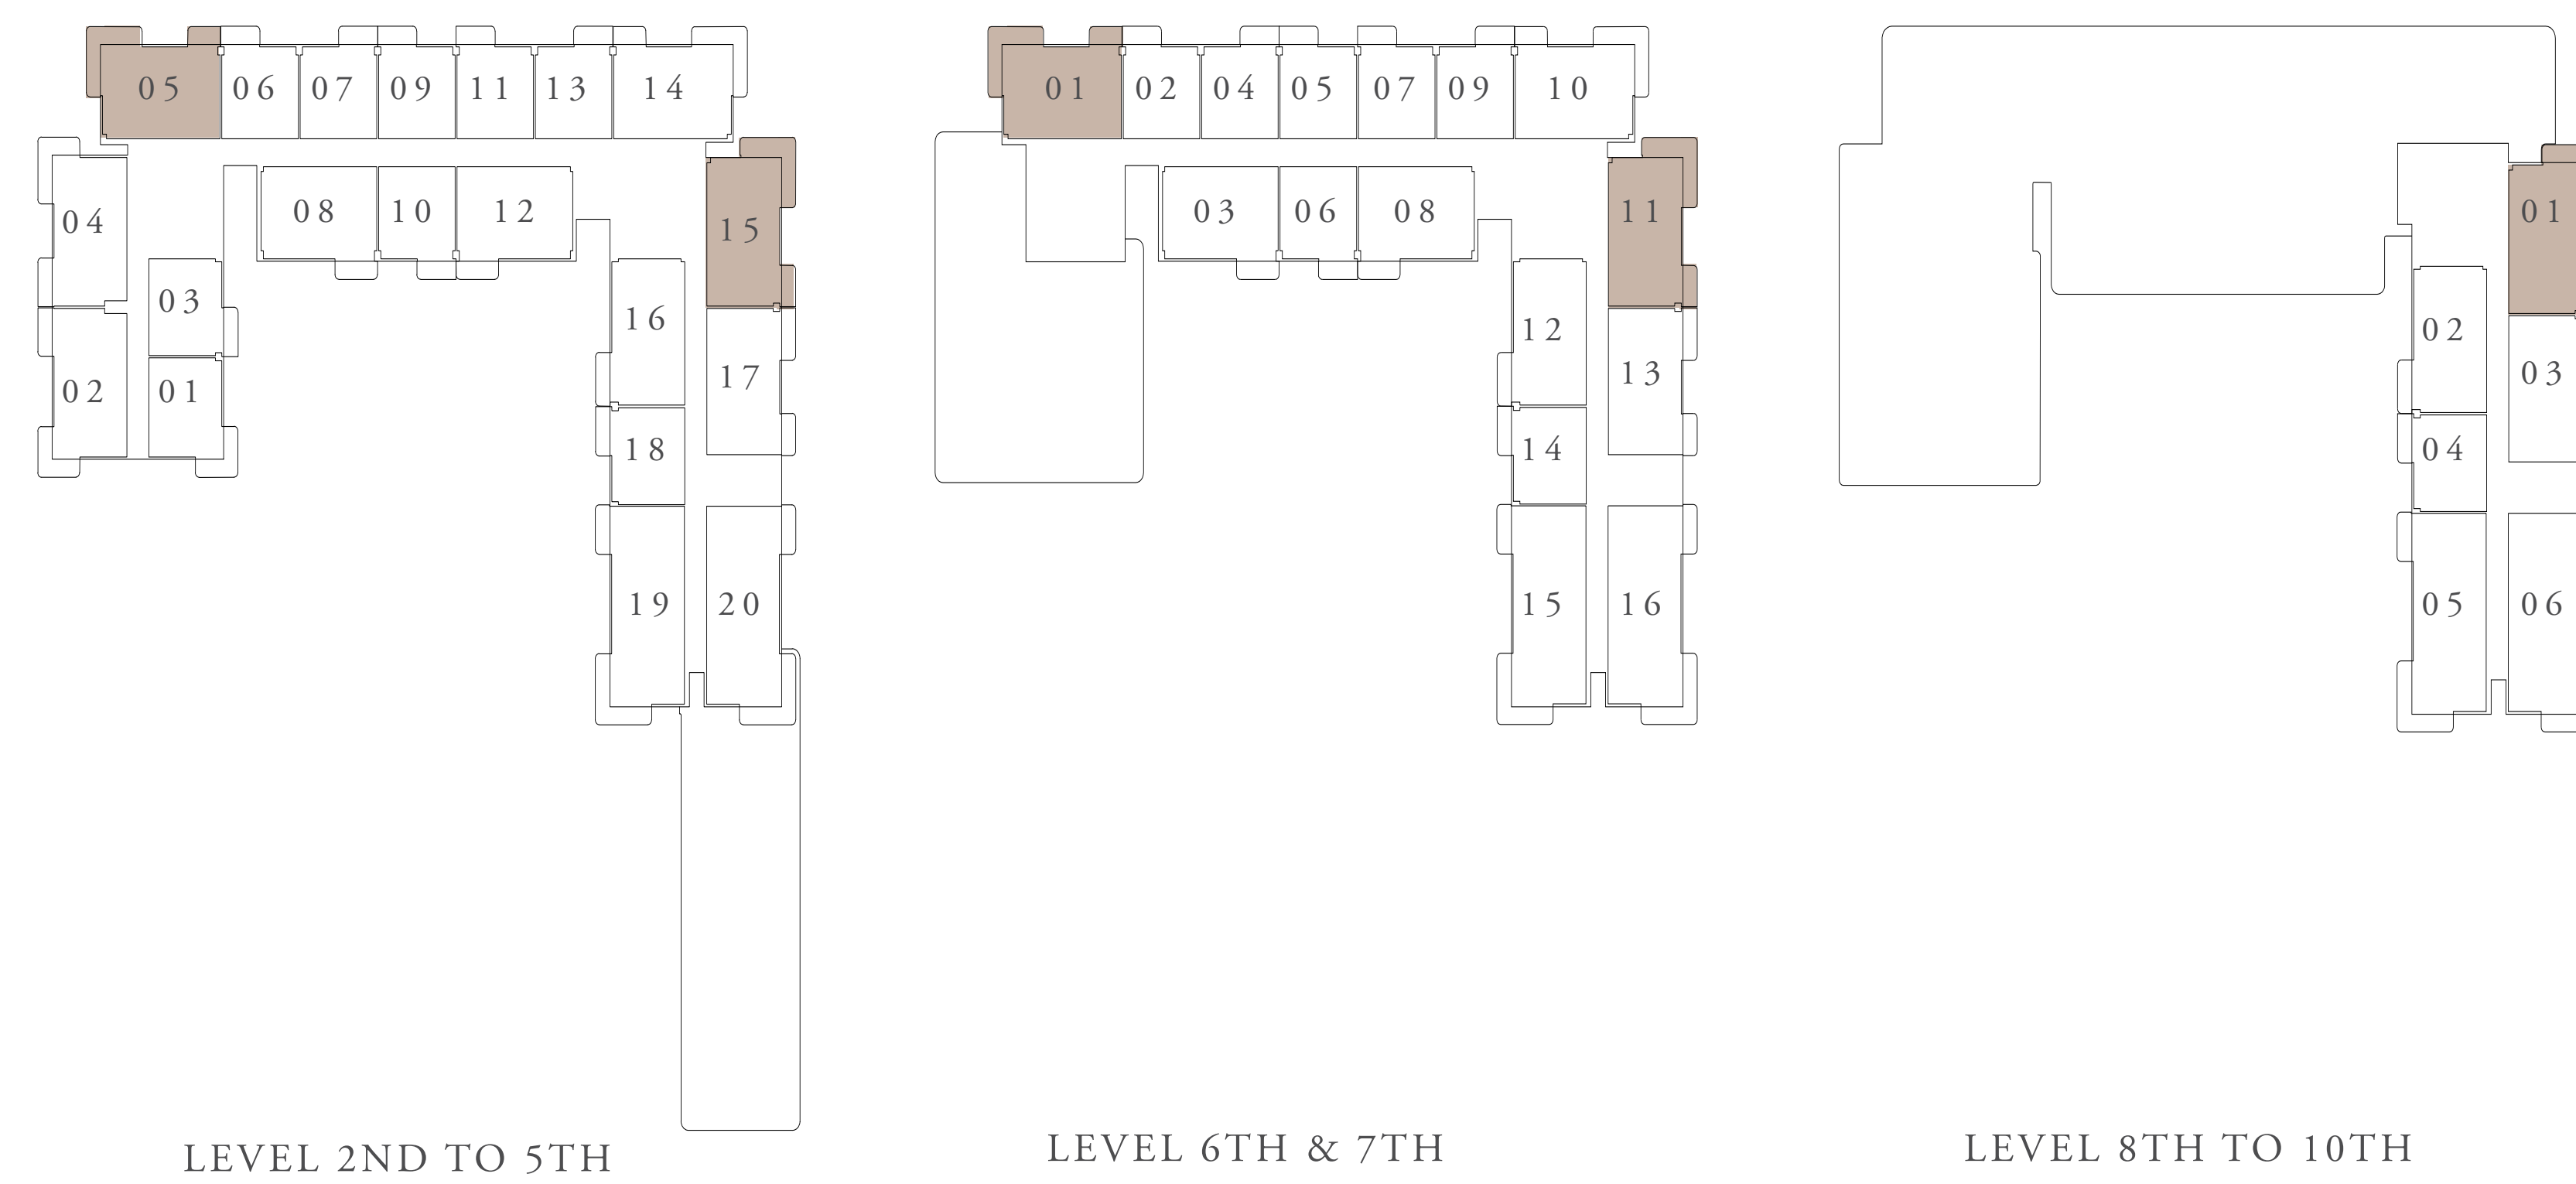 05 06 07 09 11 13 14
04 08 10 12 15
03 16
02 01 17
18
19 20
LEVEL 2ND TO 5TH
01 02 04 05 07 09 10
03 06 08 11
12 13
14
15 16
LEVEL 6TH & 7TH
01
02 03
04
05 06
LEVEL 8TH TO 10TH